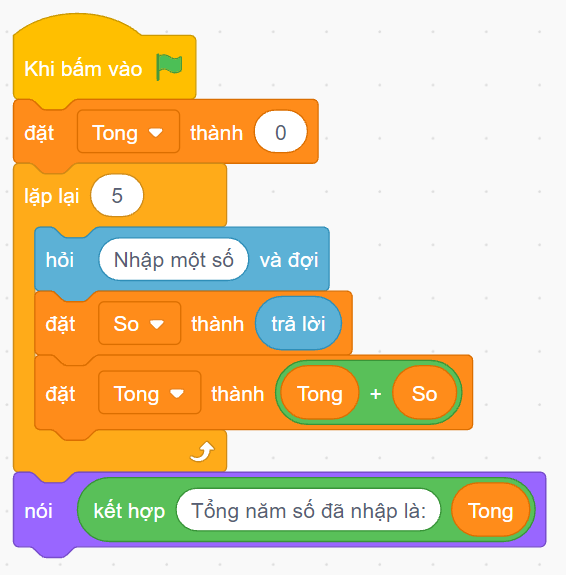 Khi bấm vào
đặt Tong thành 0
lặp lại 5
hỏi Nhập một số và đợi
đặt So thành trả lời
đặt Tong thành Tong + So
nói kết hợp Tổng năm số đã nhập là: Tong